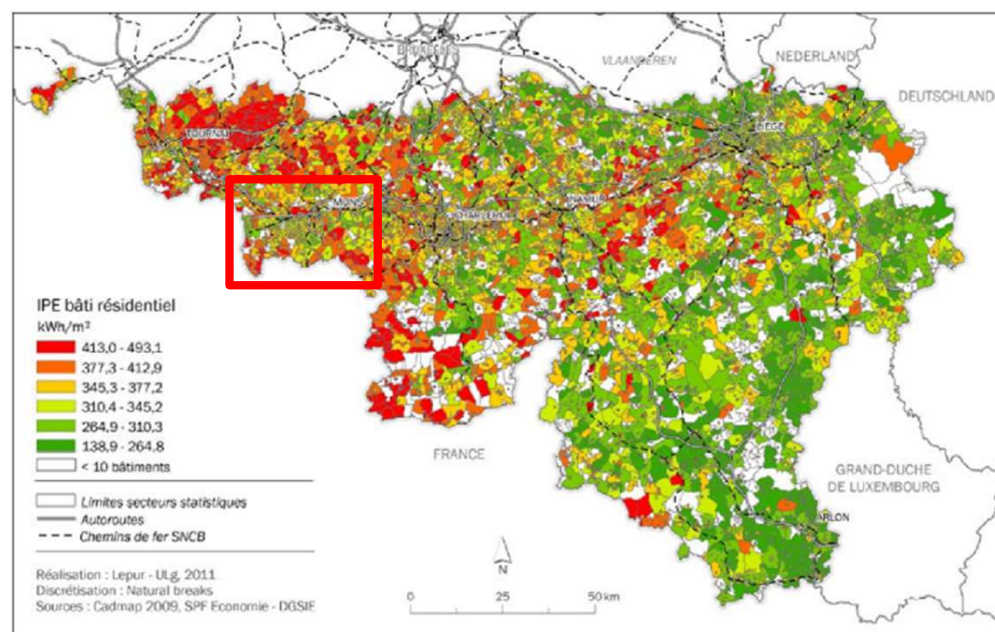 BRUXELLES
VLAANDEREN
NEDERLAND
DEUTSCHLAND
LIEGE
TOURNAI
MONS
NAMUR
CHARLEROI
IPE bâti résidentiel
kWh/m²
413,0 - 493,1
377,3 - 412,9
345,3 - 377,2
310,4 - 345,2
264,9 - 310,3
138,9 - 264,8
< 10 bâtiments
FRANCE
GRAND-DUCHE
DE LUXEMBOURG
ARLON
Limites secteurs statistiques
Autoroutes
Chemins de fer SNCB
Réalisation : Lepur - ULg, 2011
Discrétisation : Natural breaks
Sources : Cadmap 2009, SPF Economie - DGSIE
N
0 25 50 km